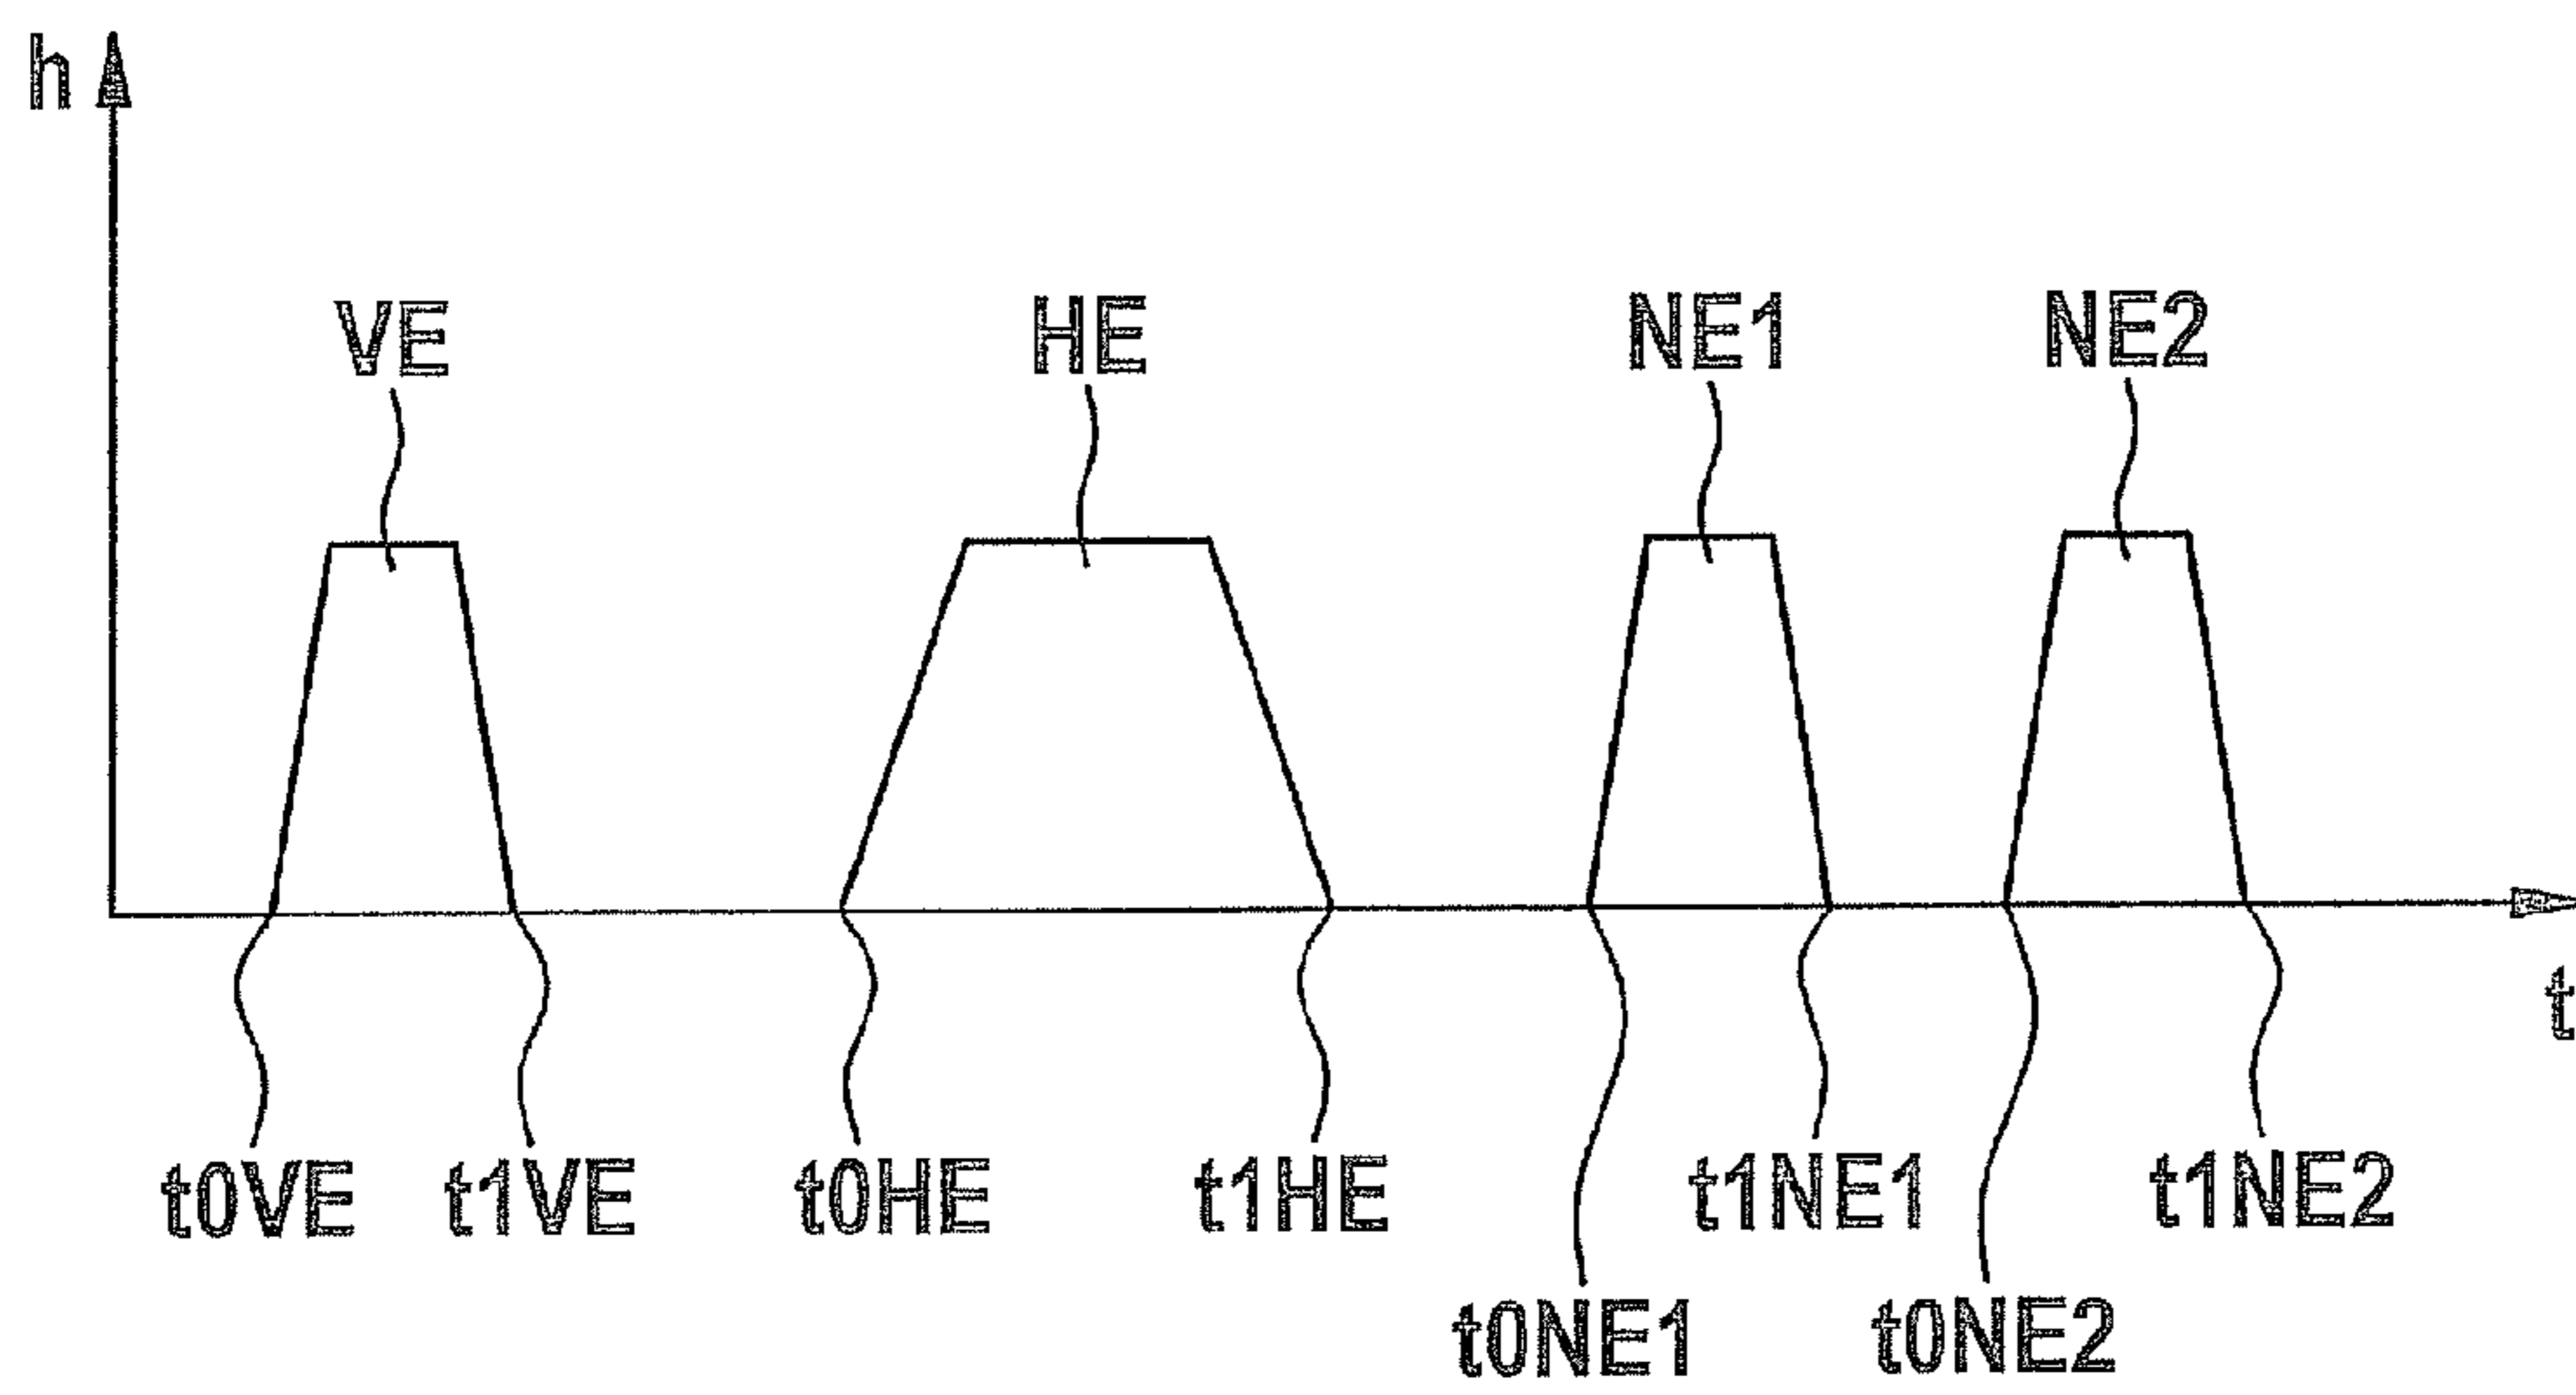 h
VE HE NE1 NE2
t
t0VE t1VE t0HE t1HE t1NE1 t1NE2
t0NE1 t0NE2